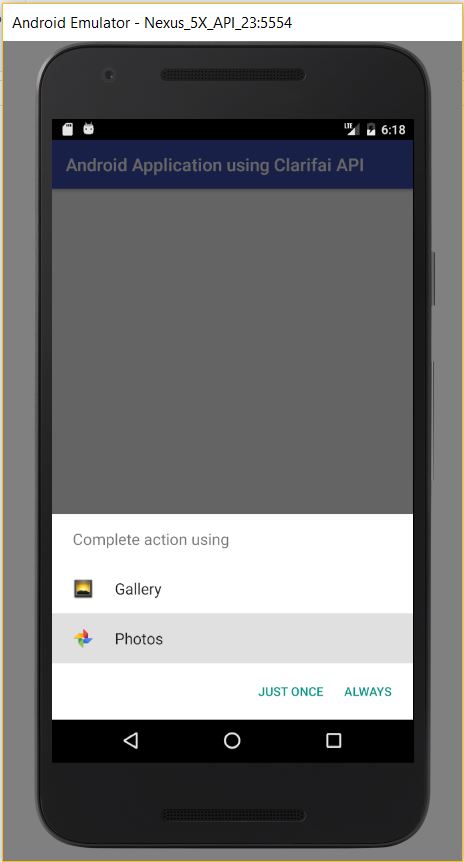 Android Emulator - Nexus_5X_API_23:5554
LTE 6:18
Android Application using Clarifai API
Complete action using
Gallery
Photos
JUST ONCE ALWAYS